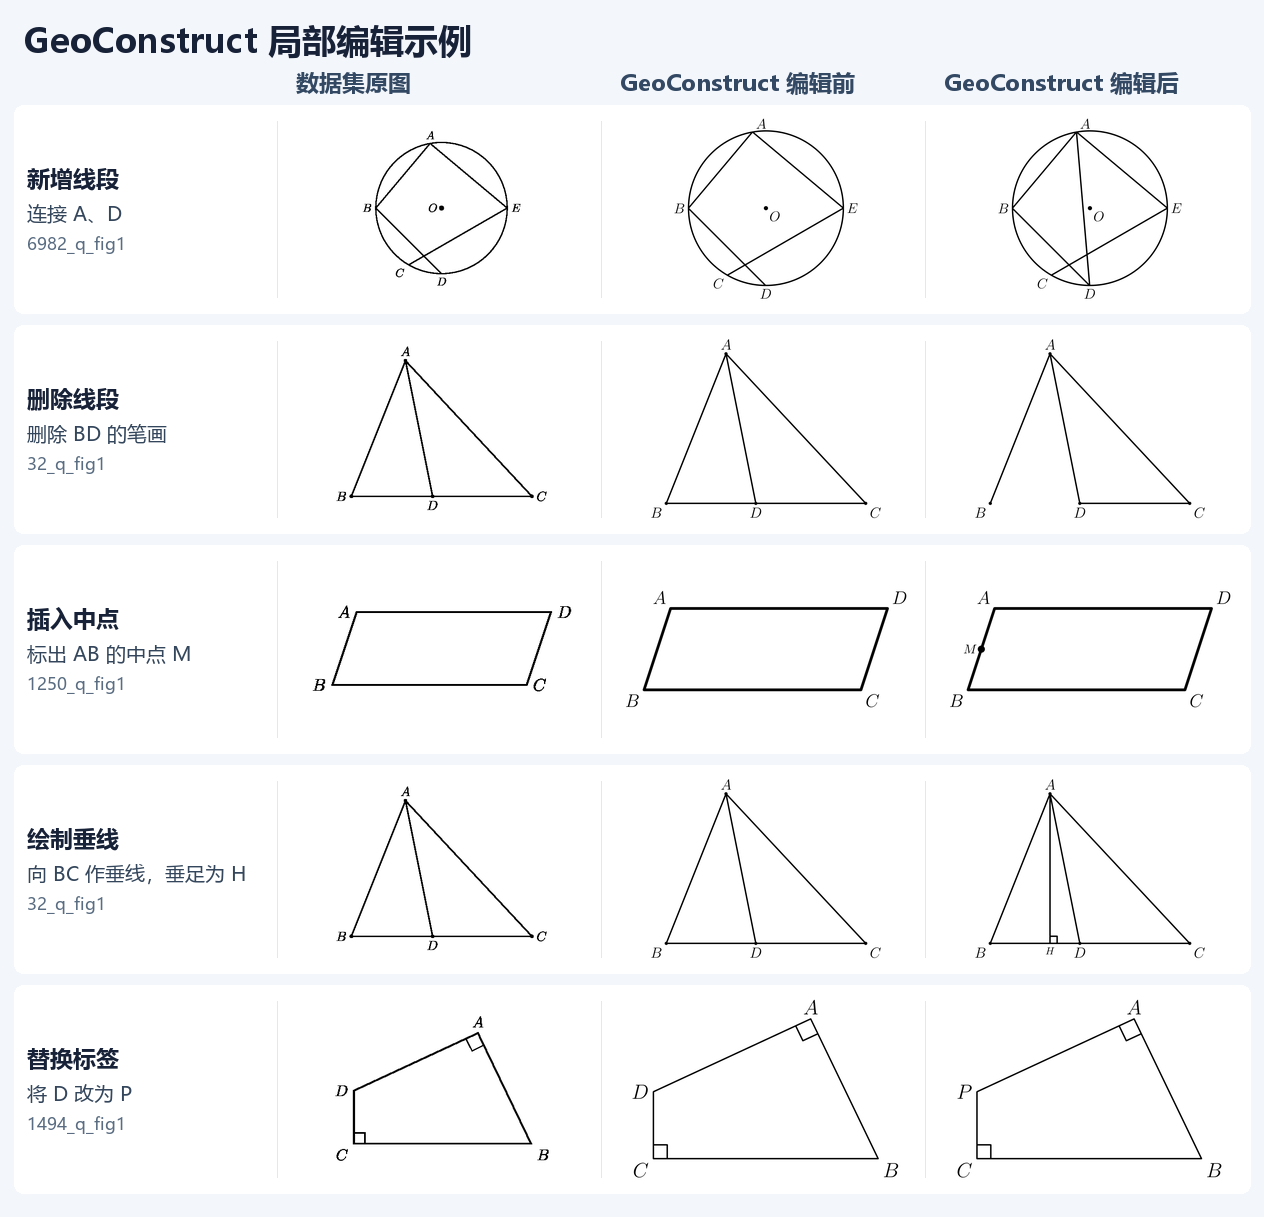 GeoConstruct 局部编辑示例
数据集原图
GeoConstruct 编辑前
GeoConstruct 编辑后
新增线段
连接 A、D
6982_q_fig1
A
B
O
E
C
D
A
B
O
E
C
D
A
B
O
E
C
D
删除线段
删除 BD 的笔画
32_q_fig1
A
B
D
C
A
B
D
C
A
B
D
C
插入中点
标出 AB 的中点 M
1250_q_fig1
A
D
B
C
A
D
B
C
A
D
M
B
C
绘制垂线
向 BC 作垂线，垂足为 H
32_q_fig1
A
B
D
C
A
B
D
C
A
B
H
D
C
替换标签
将 D 改为 P
1494_q_fig1
A
D
C
B
A
D
C
B
A
P
C
B